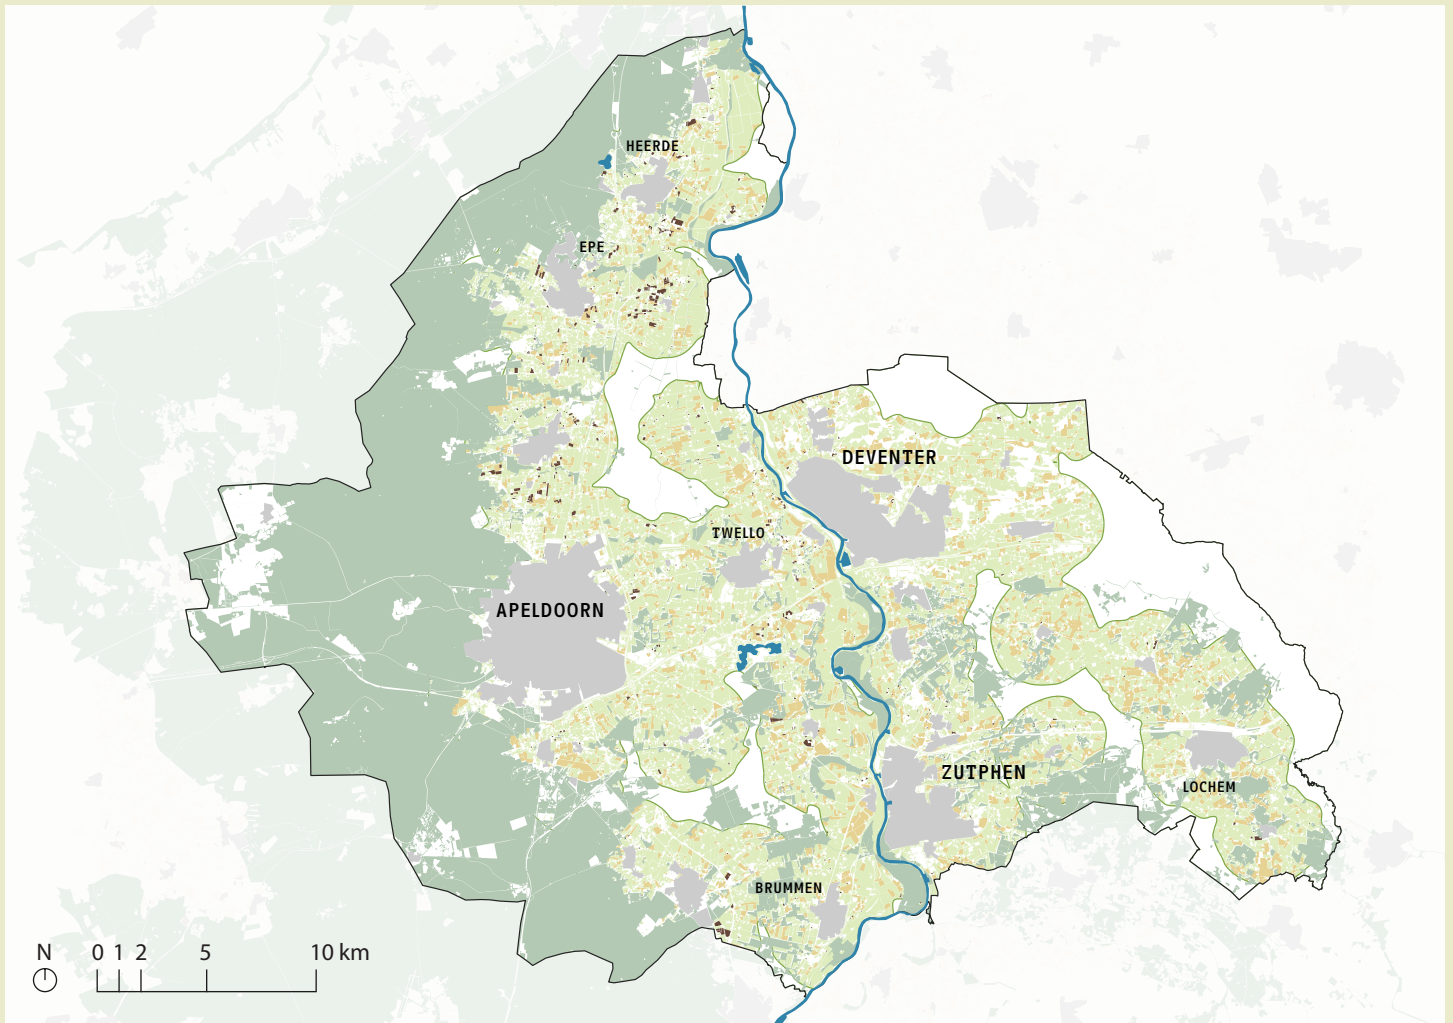 HEERDE
EPE
DEVENTER
TWELLO
APELDOORN
ZUTPHEN
LOCHEM
BRUMMEN
N 0 1 2 5 10 km